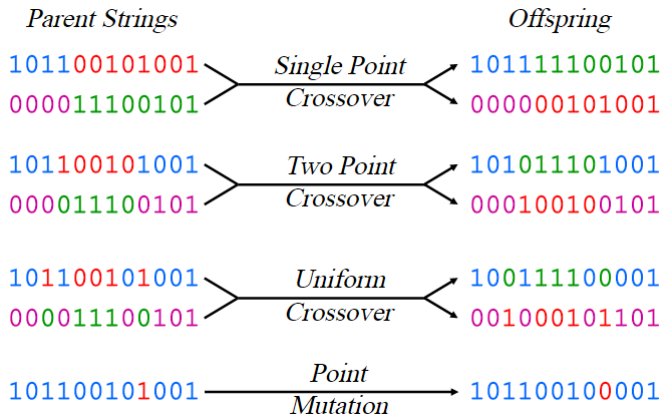 Parent Strings Offspring
101100101001 Single Point 101111100101
000011100101 Crossover 000000101001
101100101001 Two Point 101011101001
000011100101 Crossover 000100100101
101100101001 Uniform 100111100001
000011100101 Crossover 001000101101
101100101001 Point 101100100001
Mutation